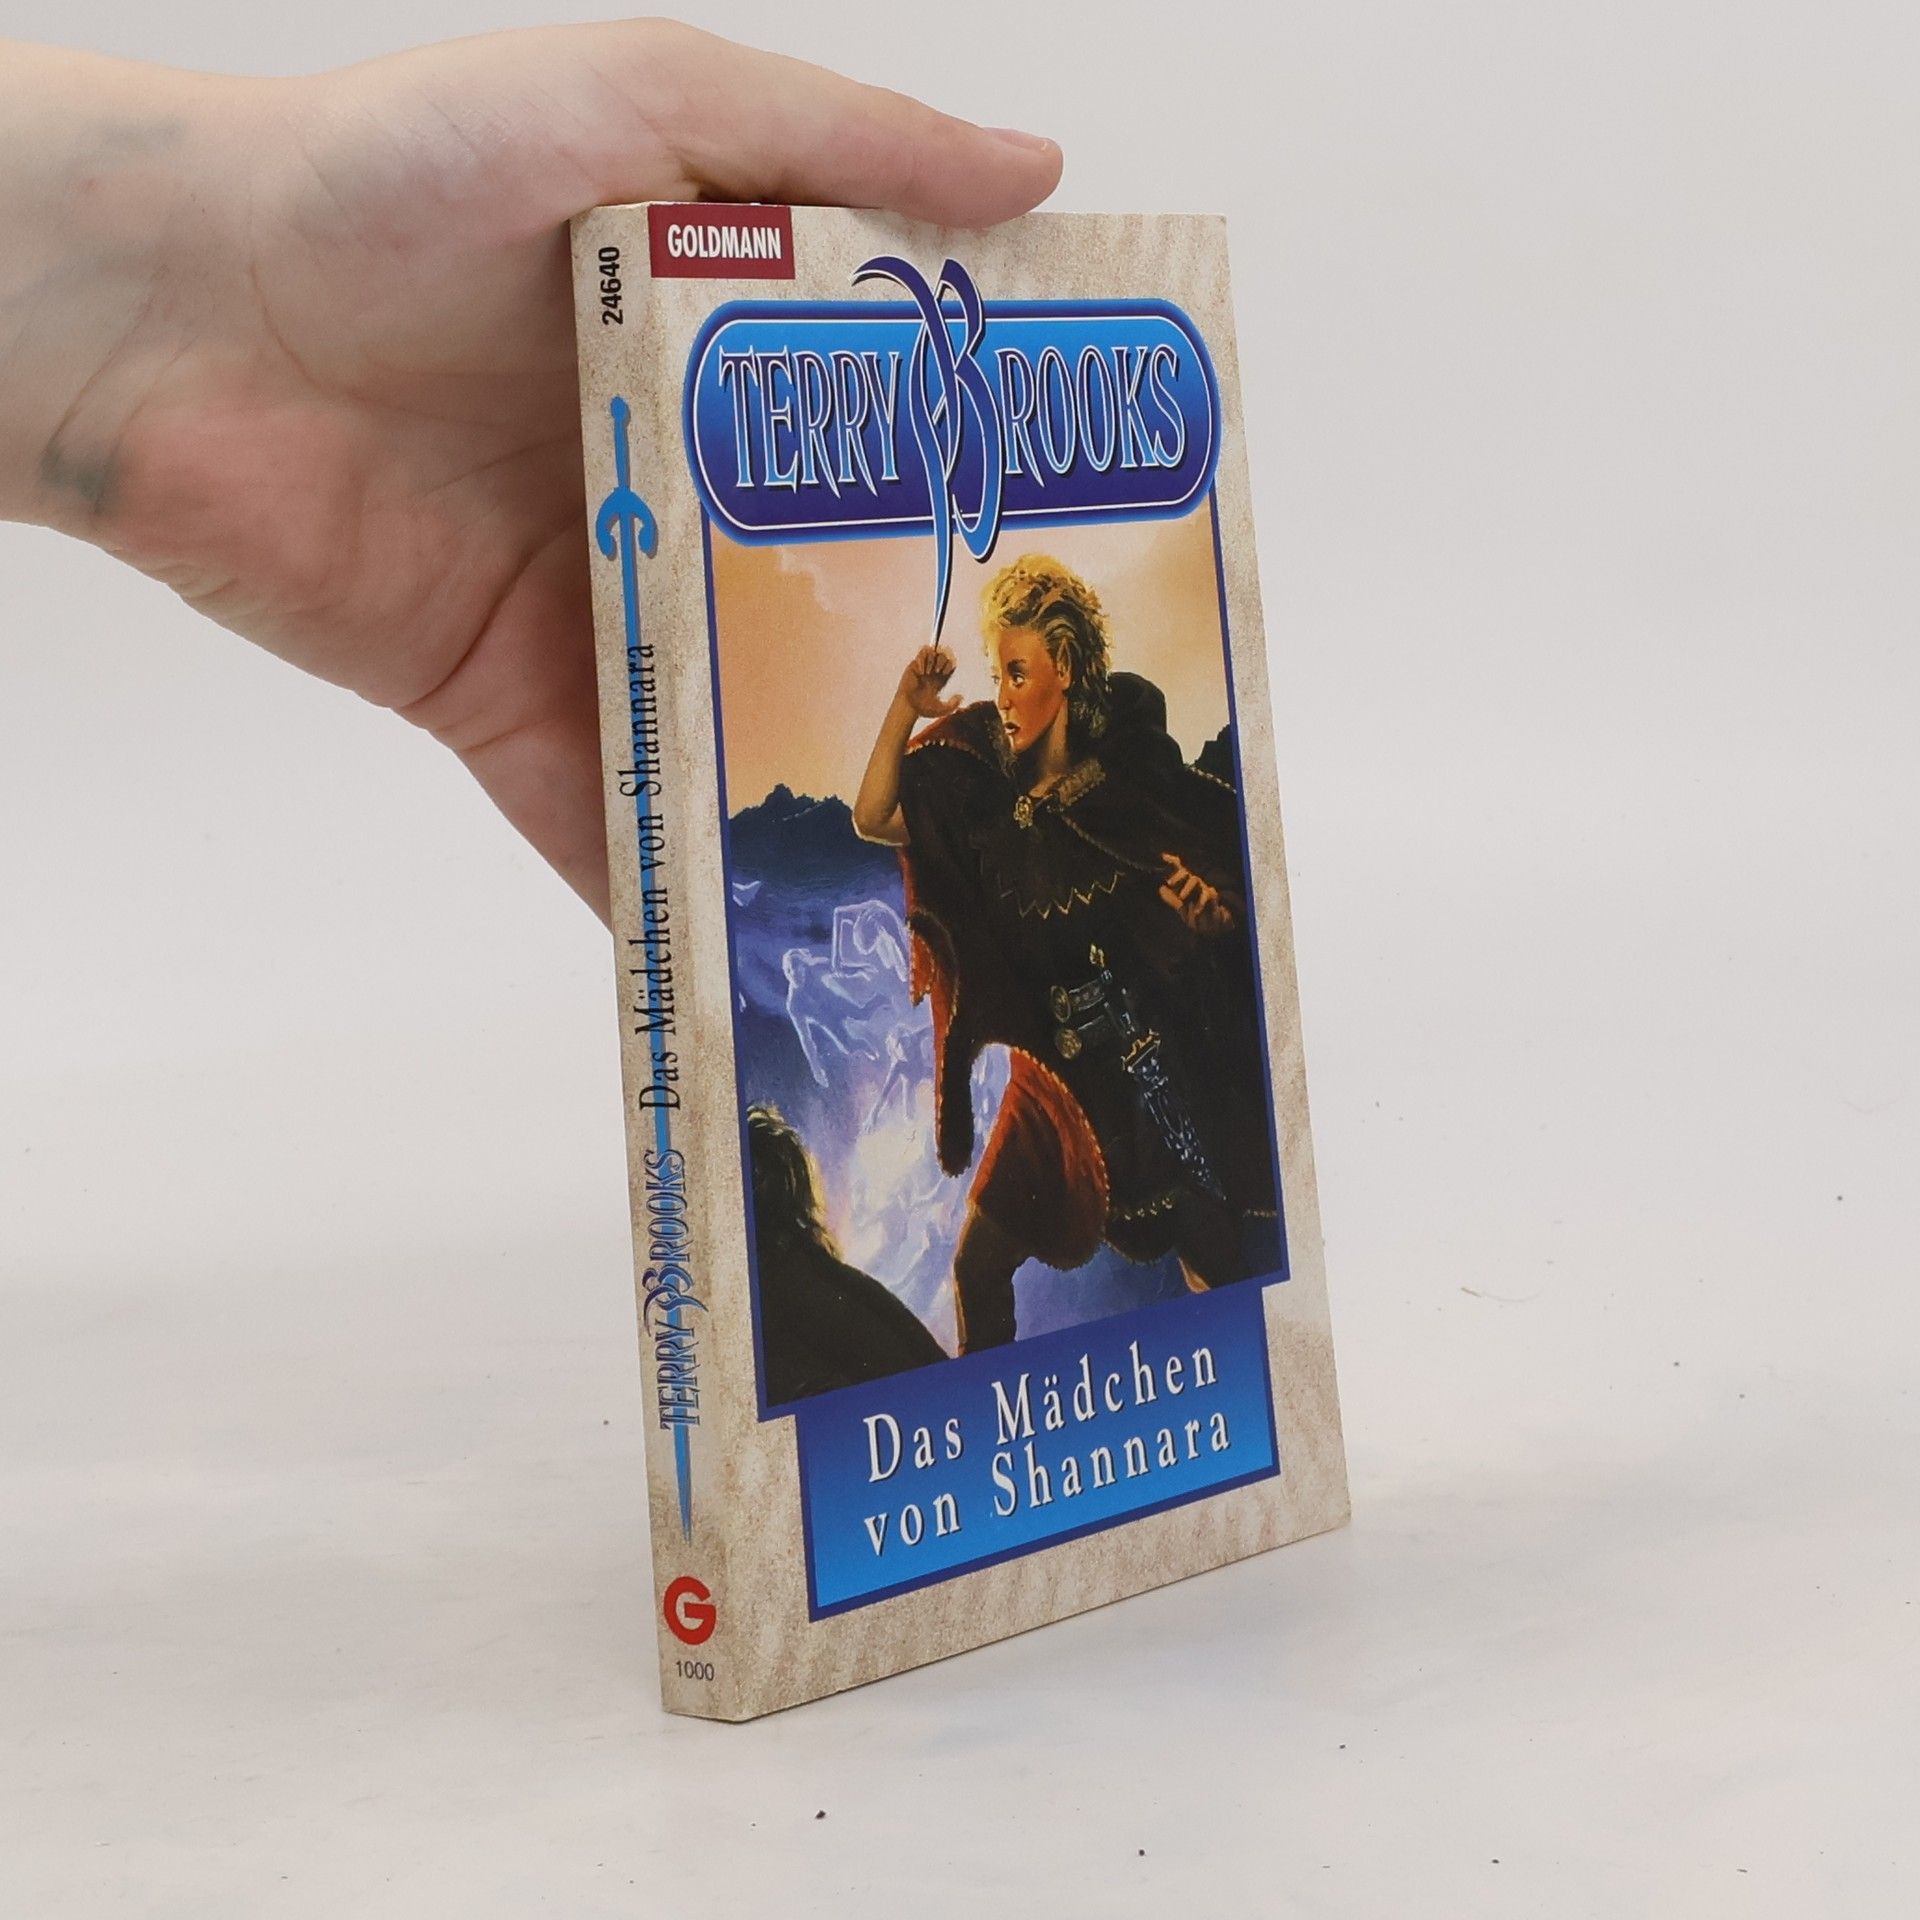 GOLDMANN
TERRY BROOKS
Das Mädchen
von Shannara
24640
TERRY BROOKS Das Mädchen von Shannara
G
1000